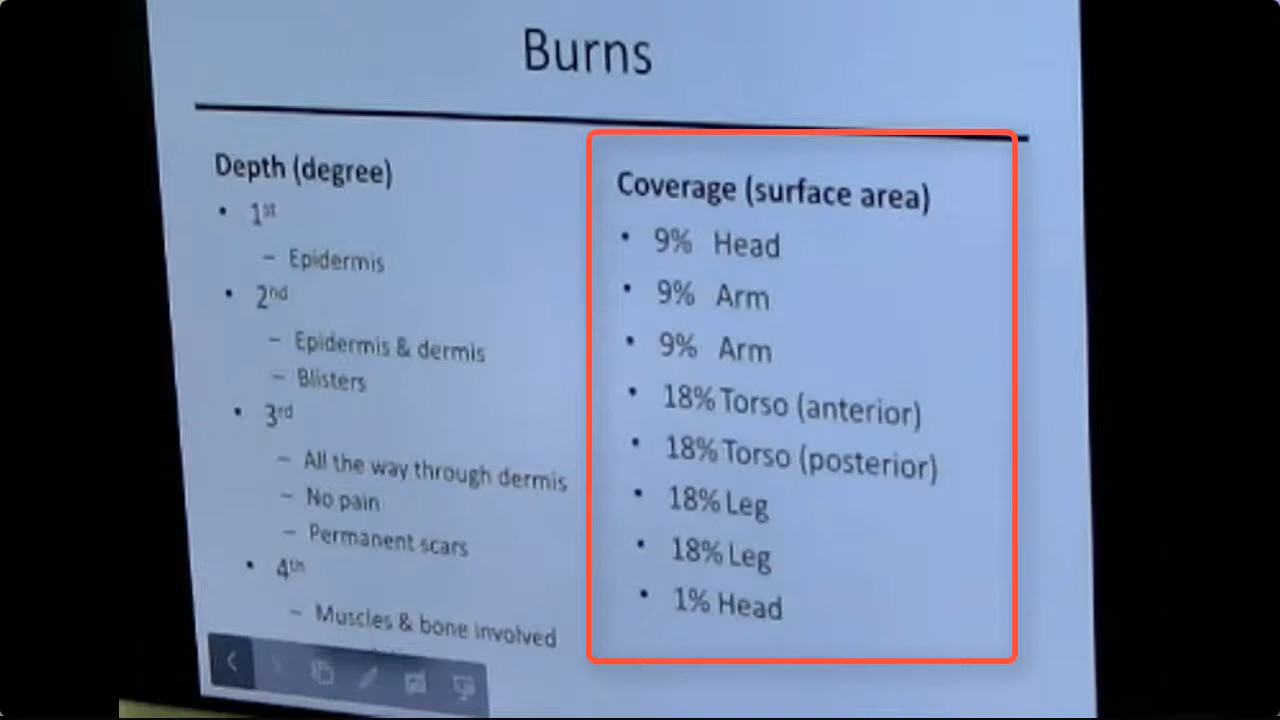 Burns
Depth (degree)
• 1st
– Epidermis
• 2nd
– Epidermis & dermis
– Blisters
• 3rd
– All the way through dermis
– No pain
– Permanent scars
• 4th
– Muscles & bone involved
Coverage (surface area)
• 9% Head
• 9% Arm
• 9% Arm
• 18% Torso (anterior)
• 18% Torso (posterior)
• 18% Leg
• 18% Leg
• 1% Head